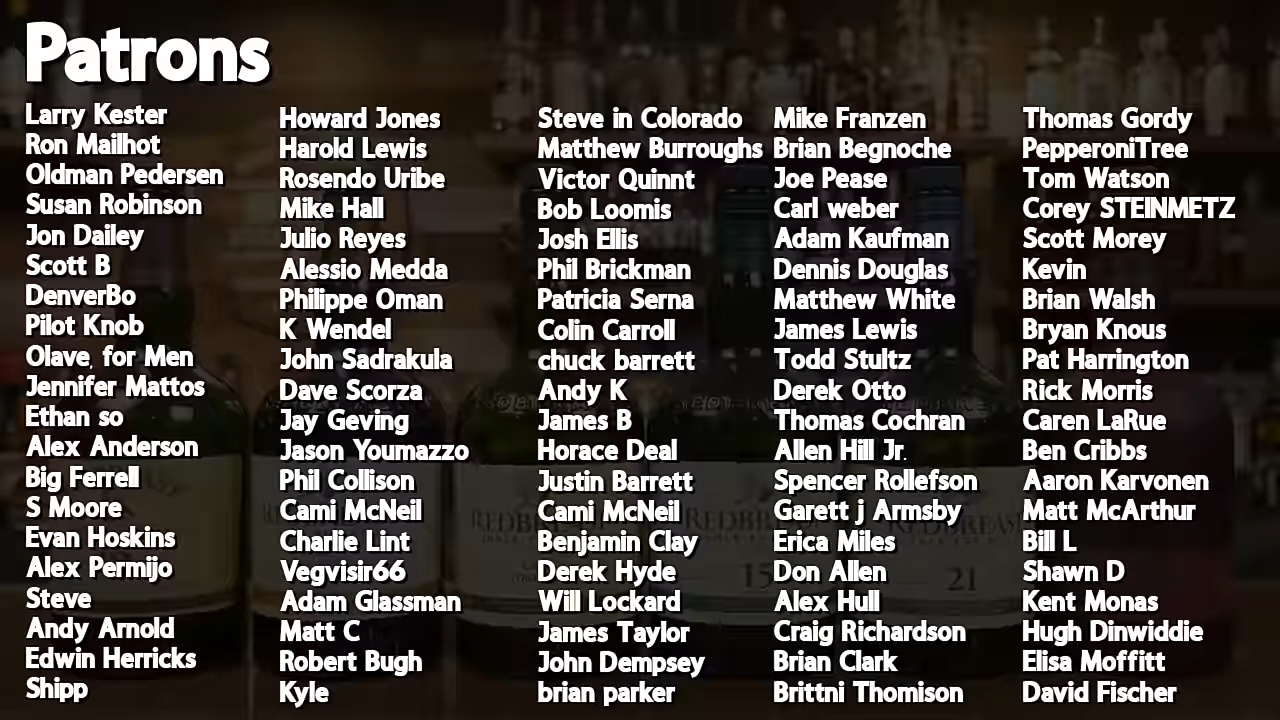 Patrons
Larry Kester
Ron Mailhot
Oldman Pedersen
Susan Robinson
Jon Dailey
Scott B
DenverBo
Pilot Knob
Olave, for Men
Jennifer Mattos
Ethan so
Alex Anderson
Big Ferrell
S Moore
Evan Hoskins
Alex Permijo
Steve
Andy Arnold
Edwin Herricks
Shipp
Howard Jones
Harold Lewis
Rosendo Uribe
Mike Hall
Julio Reyes
Alessio Medda
Philippe Oman
K Wendel
John Sadrakula
Dave Scorza
Jay Geving
Jason Youmazzo
Phil Collison
Cami McNeil
Charlie Lint
Vegvisir66
Adam Glassman
Matt C
Robert Bugh
Kyle
Steve in Colorado
Matthew Burroughs
Victor Quinnt
Bob Loomis
Josh Ellis
Phil Brickman
Patricia Serna
Colin Carroll
chuck barrett
Andy K
James B
Horace Deal
Justin Barrett
Cami McNeil
Benjamin Clay
Derek Hyde
Will Lockard
James Taylor
John Dempsey
brian parker
Mike Franzen
Brian Begnoche
Joe Pease
Carl weber
Adam Kaufman
Dennis Douglas
Matthew White
James Lewis
Todd Stultz
Derek Otto
Thomas Cochran
Allen Hill Jr.
Spencer Rollefson
Garett j Armsby
Erica Miles
Don Allen
Alex Hull
Craig Richardson
Brian Clark
Brittni Thomison
Thomas Gordy
PepperoniTree
Tom Watson
Corey STEINMETZ
Scott Morey
Kevin
Brian Walsh
Bryan Knous
Pat Harrington
Rick Morris
Caren LaRue
Ben Cribbs
Aaron Karvonen
Matt McArthur
Bill L
Shawn D
Kent Monas
Hugh Dinwiddie
Elisa Moffitt
David Fischer
REDBREAST
15
21